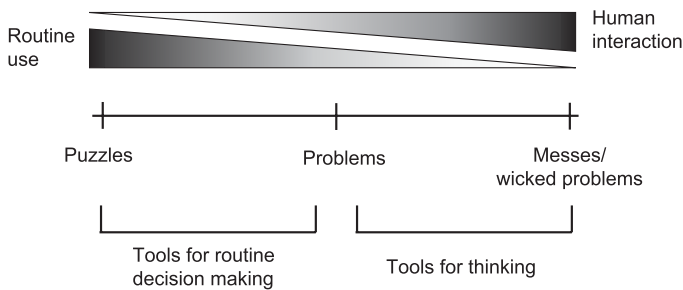 Routine
use
Human
interaction
Puzzles
Problems
Messes/
wicked problems
Tools for routine
decision making
Tools for thinking